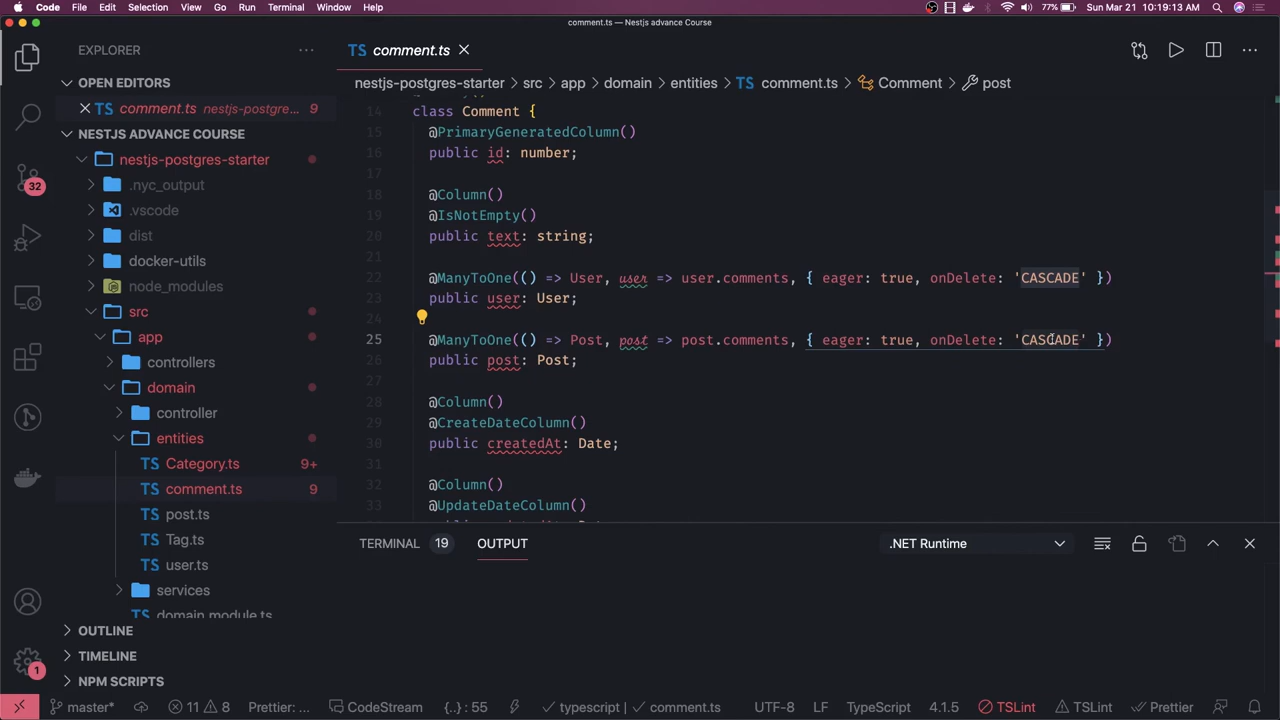 Code File Edit Selection View Go Run Terminal Window Help 77% Sun Mar 21 10:19:13 AM
comment.ts — Nestjs advance Course
EXPLORER
TS comment.ts
OPEN EDITORS
TS comment.ts nestjs-postgre... 9
NESTJS ADVANCE COURSE
nestjs-postgres-starter
.nyc_output
.vscode
dist
docker-utils
node_modules
src
app
controllers
domain
controller
entities
TS Category.ts 9+
TS comment.ts 9
TS post.ts
TS Tag.ts
TS user.ts
services
TS domain.module.ts
OUTLINE
TIMELINE
NPM SCRIPTS
32
1
nestjs-postgres-starter > src > app > domain > entities > TS comment.ts > Comment > post
14 class Comment {
15 @PrimaryGeneratedColumn()
16 public id: number;
17
18 @Column()
19 @IsNotEmpty()
20 public text: string;
21
22 @ManyToOne(() => User, user => user.comments, { eager: true, onDelete: 'CASCADE' })
23 public user: User;
24
25 @ManyToOne(() => Post, post => post.comments, { eager: true, onDelete: 'CASCADE' })
26 public post: Post;
27
28 @Column()
29 @CreateDateColumn()
30 public createdAt: Date;
31
32 @Column()
33 @UpdateDateColumn()
TERMINAL 19 OUTPUT .NET Runtime
master* 11 8 Prettier: ... CodeStream {..} : 55 typescript | comment.ts UTF-8 LF TypeScript 4.1.5 TSLint TSLint Prettier